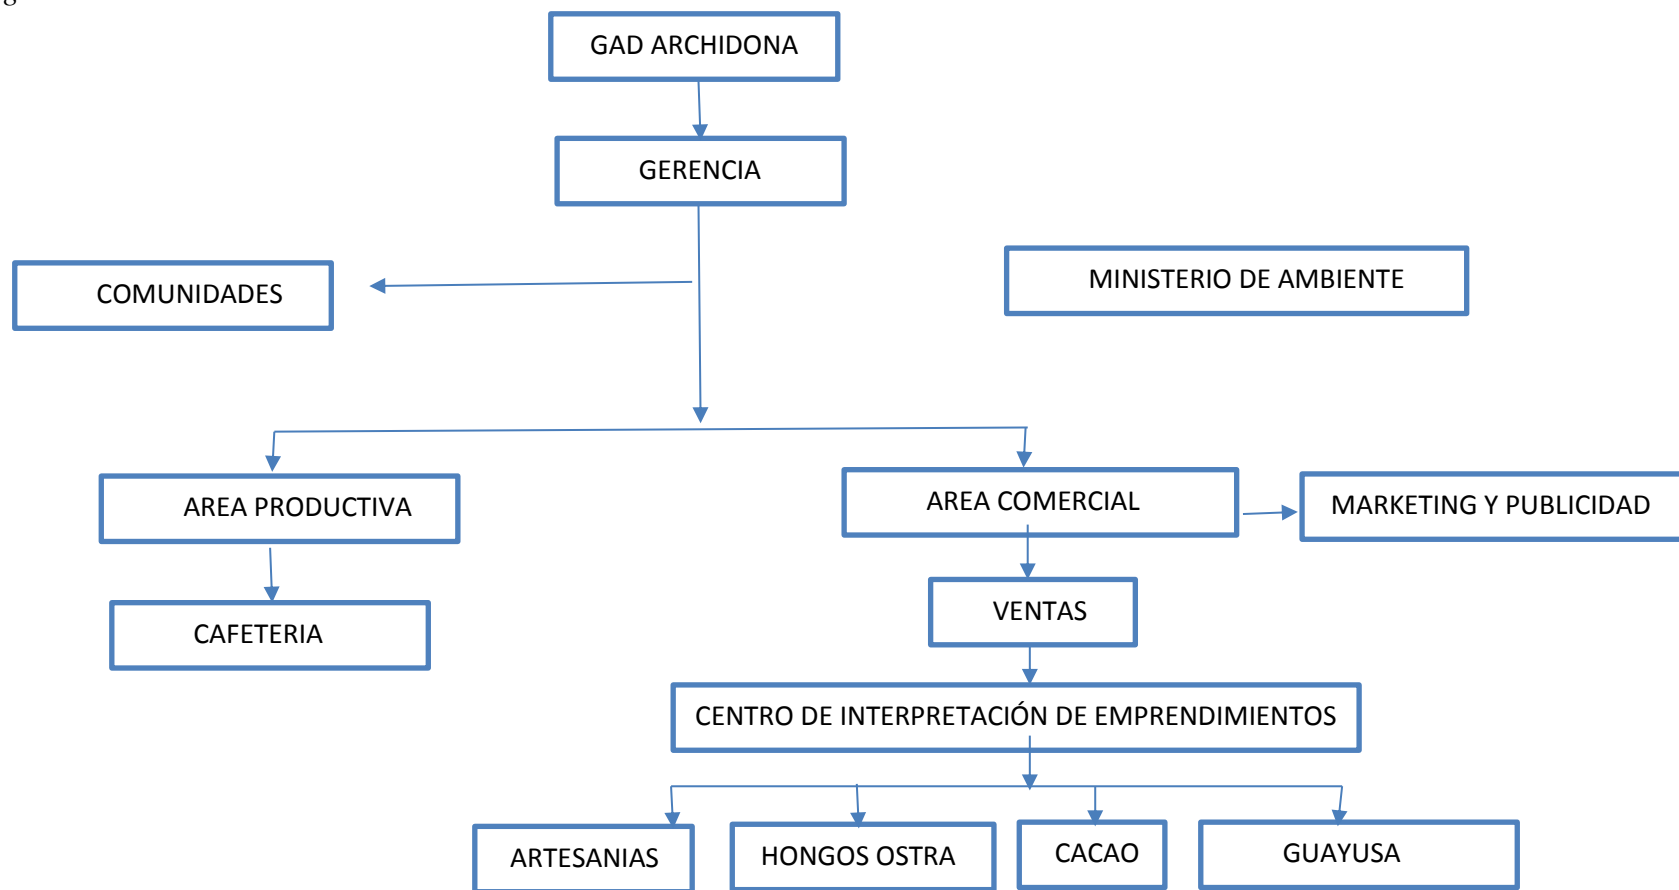 GAD ARCHIDONA
GERENCIA
COMUNIDADES
MINISTERIO DE AMBIENTE
AREA PRODUCTIVA
AREA COMERCIAL
MARKETING Y PUBLICIDAD
CAFETERIA
VENTAS
CENTRO DE INTERPRETACIÓN DE EMPRENDIMIENTOS
ARTESANIAS
HONGOS OSTRA
CACAO
GUAYUSA